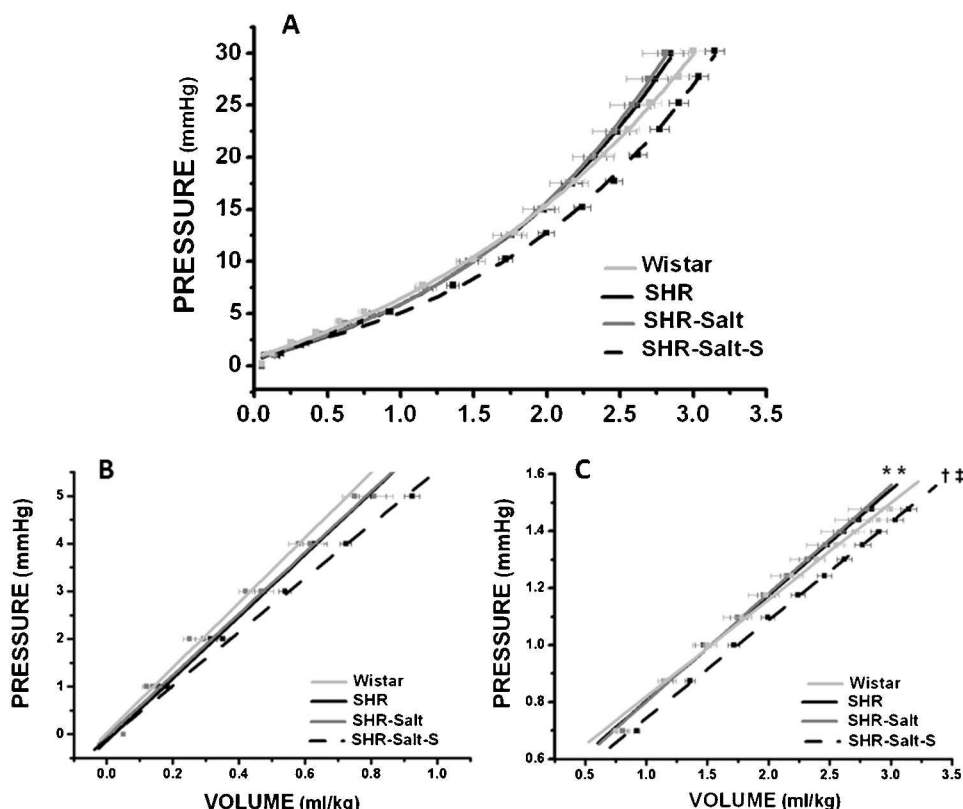 A
PRESSURE (mmHg)
30
25
20
15
10
5
0
Wistar
SHR
SHR-Salt
SHR-Salt-S
0.0 0.5 1.0 1.5 2.0 2.5 3.0 3.5
B
PRESSURE (mmHg)
5
4
3
2
1
0
Wistar
SHR
SHR-Salt
SHR-Salt-S
0.0 0.2 0.4 0.6 0.8 1.0
VOLUME (ml/kg)
C
* *
† ‡
PRESSURE (mmHg)
1.6
1.4
1.2
1.0
0.8
0.6
Wistar
SHR
SHR-Salt
SHR-Salt-S
0.5 1.0 1.5 2.0 2.5 3.0 3.5
VOLUME (ml/kg)